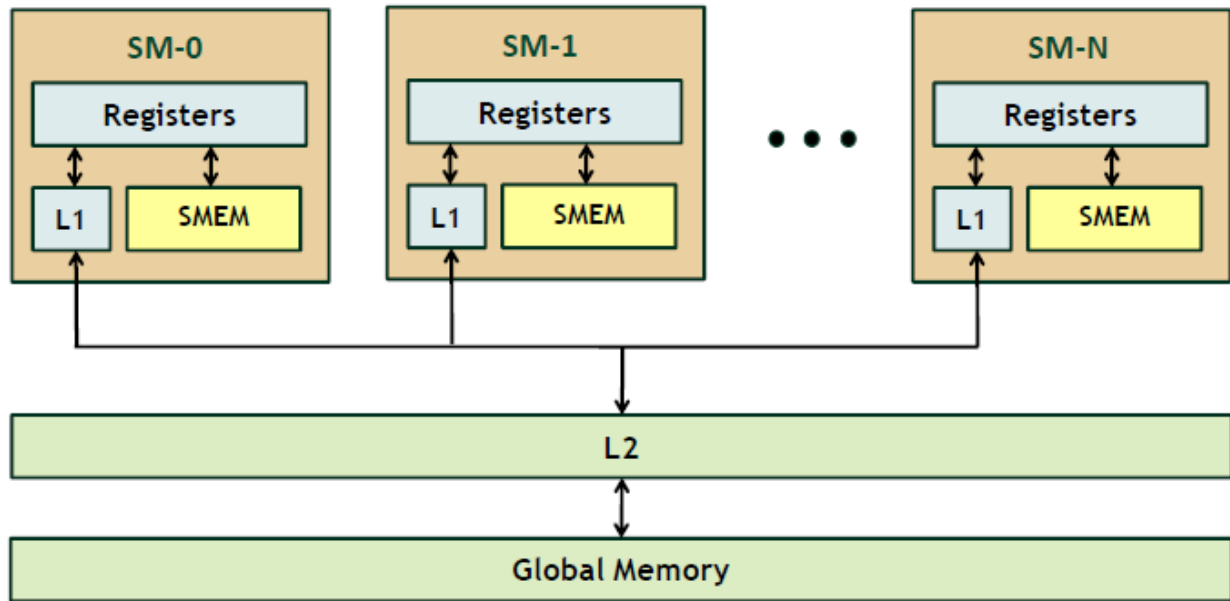 SM-0
SM-1
SM-N
Registers
Registers
Registers
L1
SMEM
L1
SMEM
L1
SMEM
L2
Global Memory